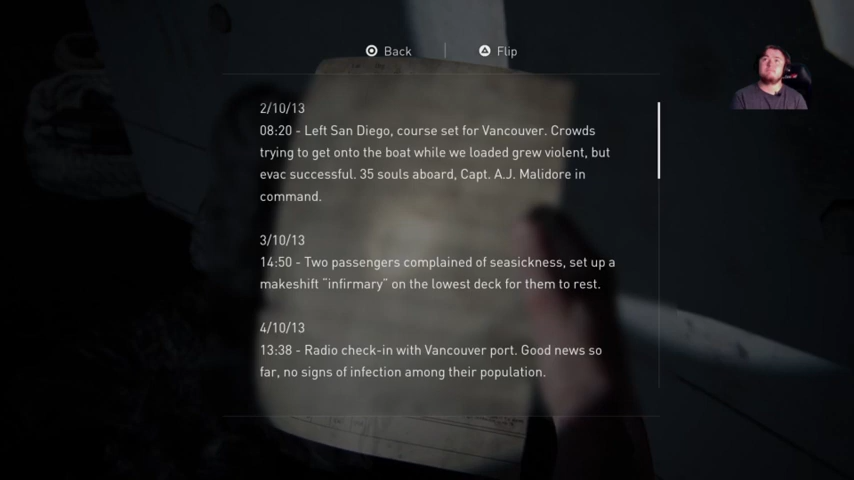 Back
Flip
2/10/13
08:20 - Left San Diego, course set for Vancouver. Crowds
trying to get onto the boat while we loaded grew violent, but
evac successful. 35 souls aboard, Capt. A.J. Malidore in
command.
3/10/13
14:50 - Two passengers complained of seasickness, set up a
makeshift "infirmary" on the lowest deck for them to rest.
4/10/13
13:38 - Radio check-in with Vancouver port. Good news so
far, no signs of infection among their population.